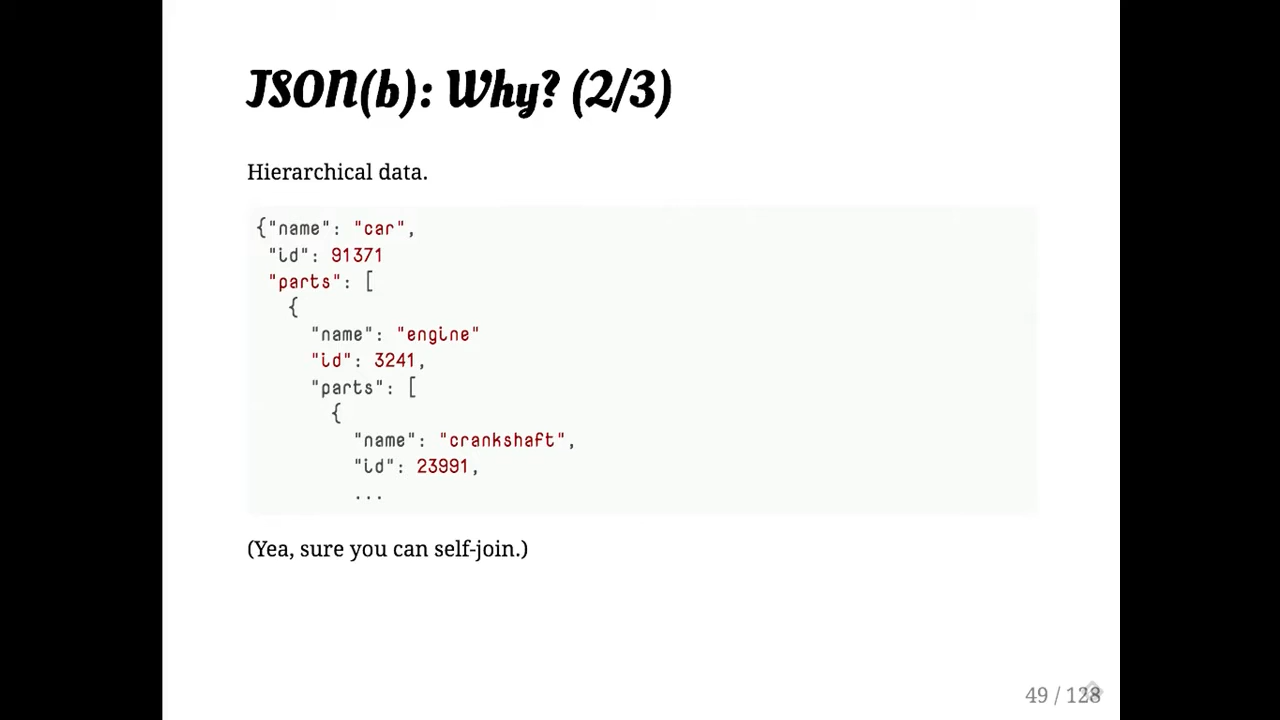 JSON(b): Why? (2/3)
Hierarchical data.
{"name": "car",
"id": 91371
"parts": [
{
"name": "engine"
"id": 3241,
"parts": [
{
"name": "crankshaft",
"id": 23991,
...
(Yea, sure you can self-join.)
49 / 128